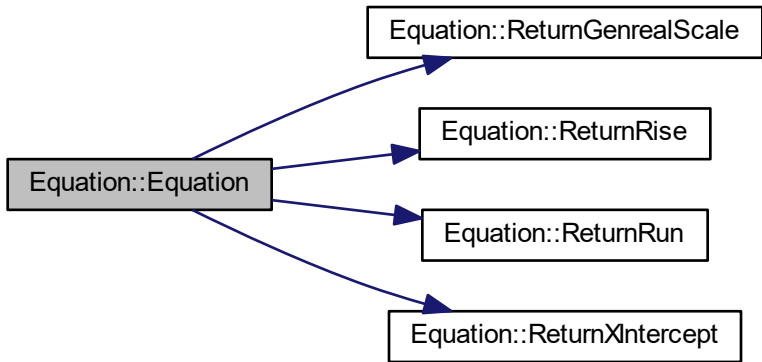 Equation::ReturnGenrealScale
Equation::ReturnRise
Equation::Equation
Equation::ReturnRun
Equation::ReturnXIntercept